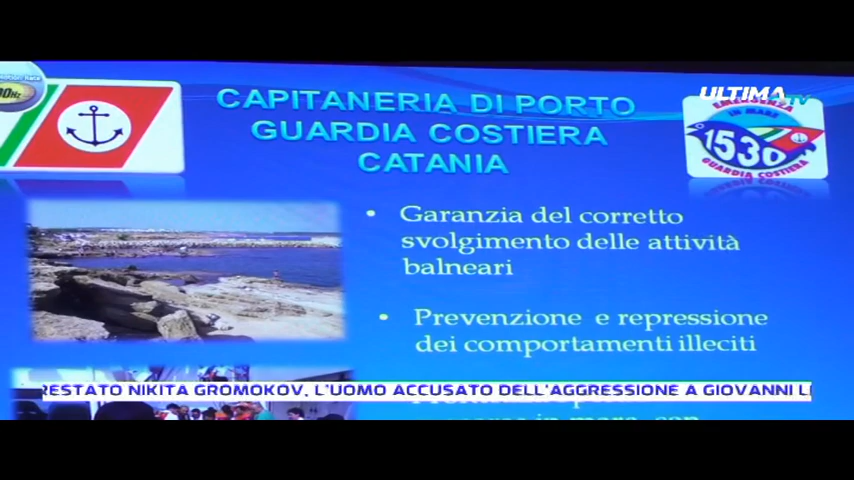 ULTIMA TV
CAPITANERIA DI PORTO
GUARDIA COSTIERA
CATANIA
EMERGENZA
IN MARE
1530
GUARDIA COSTIERA
• Garanzia del corretto
svolgimento delle attività
balneari
• Prevenzione e repressione
dei comportamenti illeciti
RESTATO NIKITA GROMOKOV, L'UOMO ACCUSATO DELL'AGGRESSIONE A GIOVANNI L